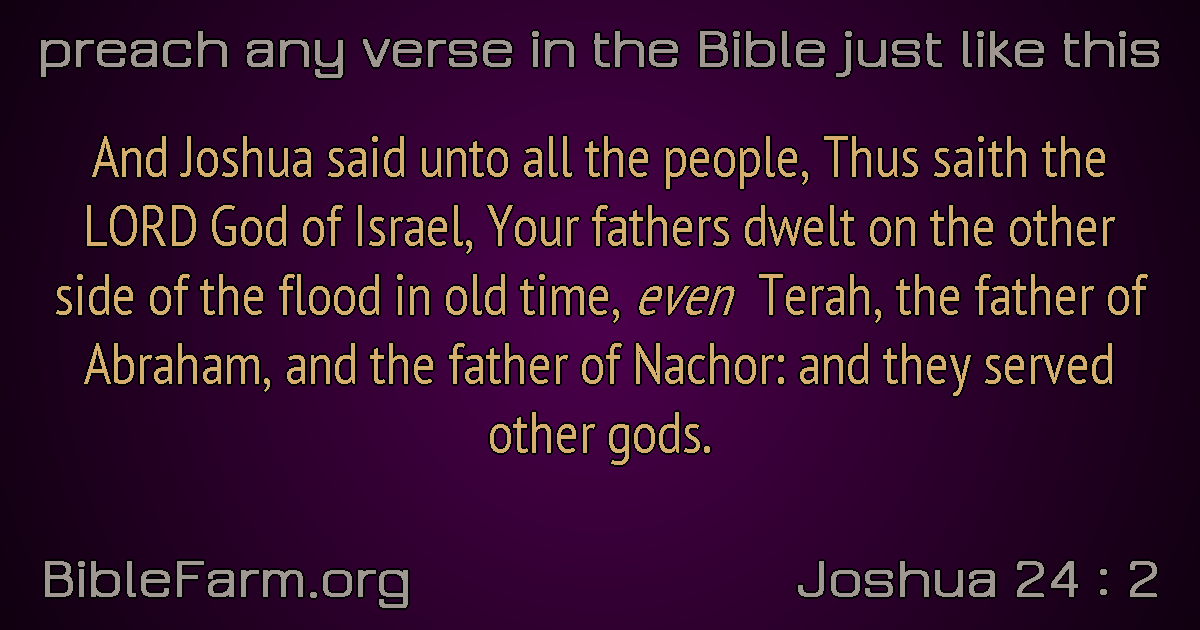 preach any verse in the Bible just like this
And Joshua said unto all the people, Thus saith the
LORD God of Israel, Your fathers dwelt on the other
side of the flood in old time, even Terah, the father of
Abraham, and the father of Nachor: and they served
other gods.
BibleFarm.org
Joshua 24 : 2